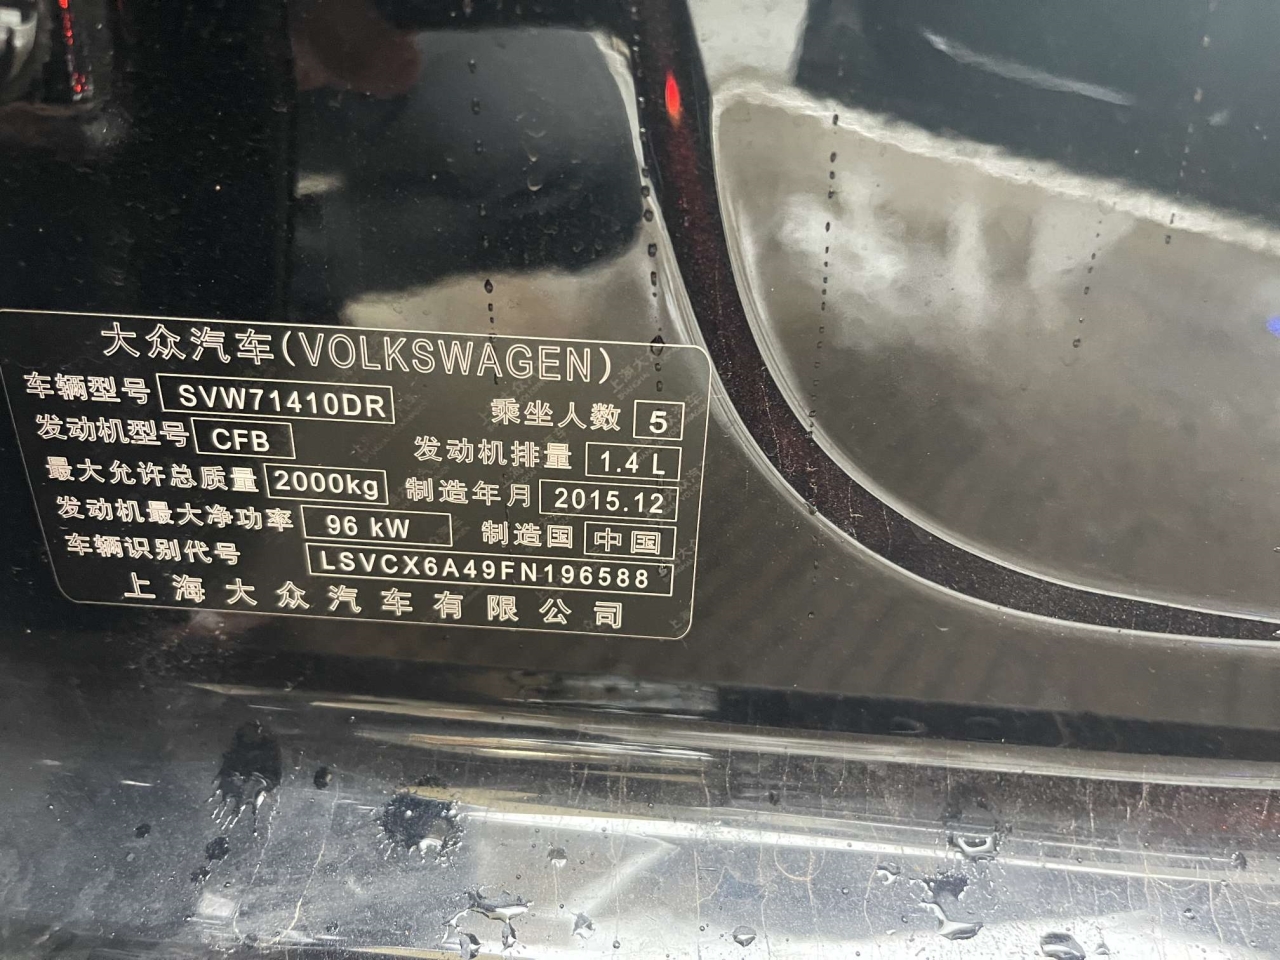 大众汽车(VOLKSWAGEN)
车辆型号 SVW71410DR 乘坐人数 5
发动机型号 CFB 发动机排量 1.4 L
最大允许总质量 2000kg 制造年月 2015.12
发动机最大净功率 96 kW 制造国 中国
车辆识别代号 LSVCX6A49FN196588
上海大众汽车有限公司